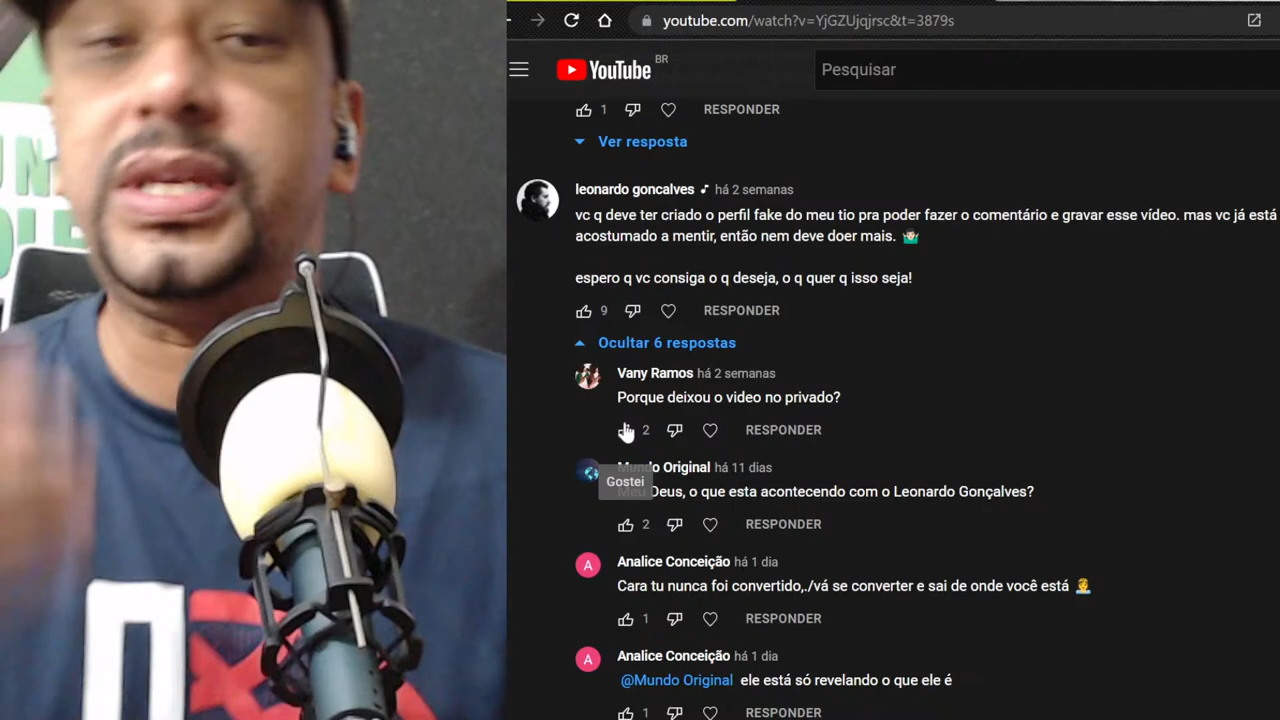 youtube.com/watch?v=YjGZUjqjrsc&t=3879s
YouTube BR
Pesquisar
1 RESPONDER
Ver resposta
leonardo goncalves há 2 semanas
vc q deve ter criado o perfil fake do meu tio pra poder fazer o comentário e gravar esse vídeo. mas vc já está
acostumado a mentir, então nem deve doer mais. 🤷🏻‍♂️
espero q vc consiga o q deseja, o q quer q isso seja!
9 RESPONDER
Ocultar 6 respostas
Vany Ramos há 2 semanas
Porque deixou o video no privado?
2 RESPONDER
Mundo Original há 11 dias
Gostei
Meu Deus, o que esta acontecendo com o Leonardo Gonçalves?
2 RESPONDER
A
Analice Conceição há 1 dia
Cara tu nunca foi convertido,./vá se converter e sai de onde você está
1 RESPONDER
A
Analice Conceição há 1 dia
@Mundo Original ele está só revelando o que ele é
1 RESPONDER